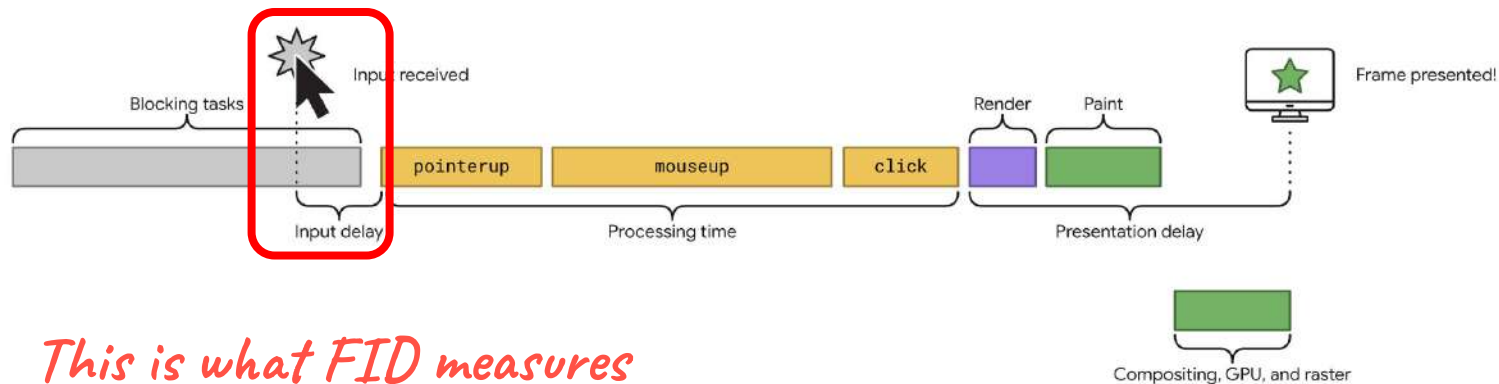 Input received
Frame presented!
Blocking tasks
Render
Paint
pointerup
mouseup
click
Input delay
Processing time
Presentation delay
This is what FID measures
Compositing, GPU, and raster